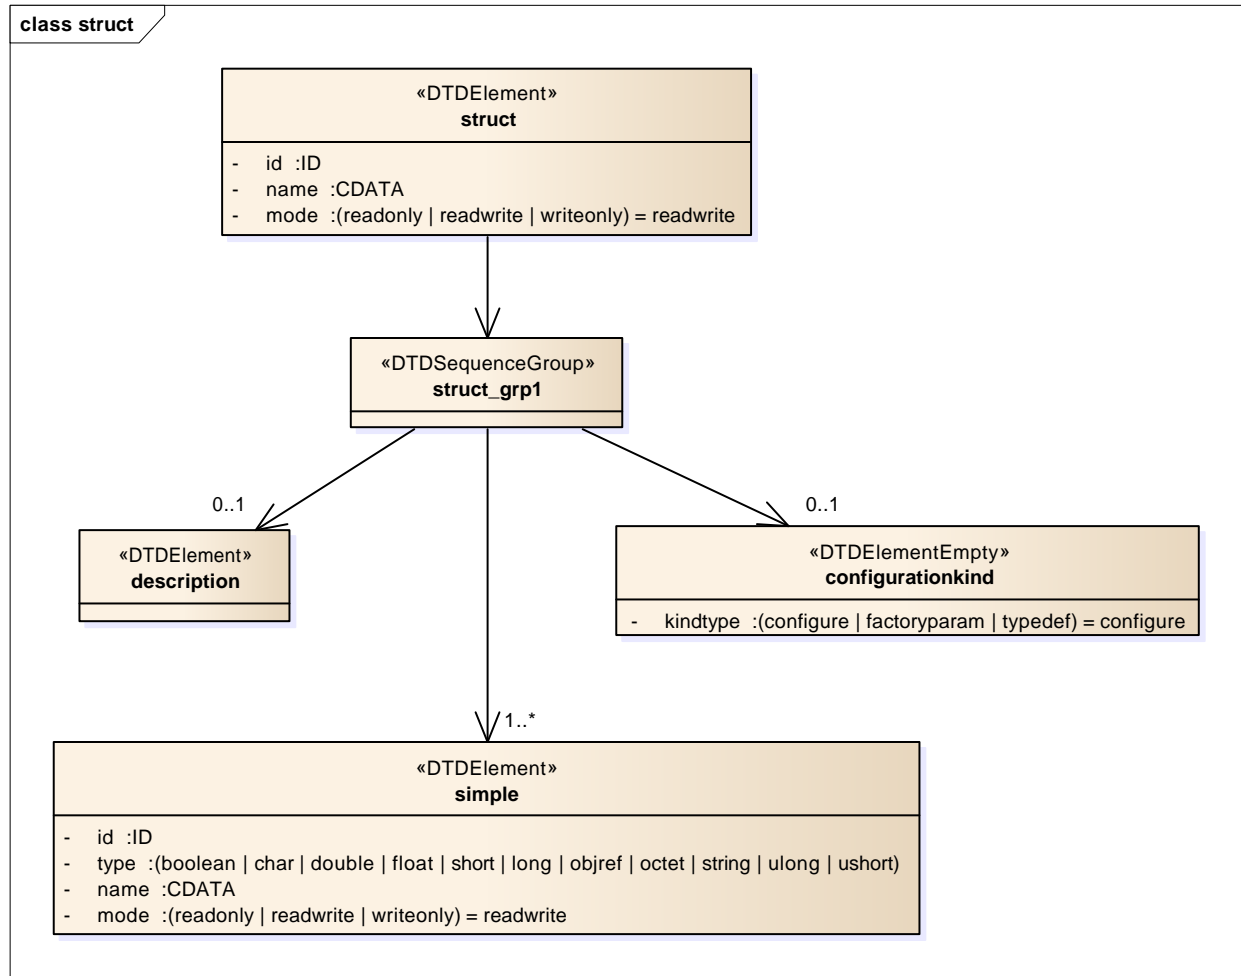 class struct
«DTDElement»
struct
- id :ID
- name :CDATA
- mode :(readonly | readwrite | writeonly) = readwrite
«DTDSequenceGroup»
struct_grp1
0..1
0..1
«DTDElement»
description
«DTDElementEmpty»
configurationkind
- kindtype :(configure | factoryparam | typedef) = configure
1..*
«DTDElement»
simple
- id :ID
- type :(boolean | char | double | float | short | long | objref | octet | string | ulong | ushort)
- name :CDATA
- mode :(readonly | readwrite | writeonly) = readwrite